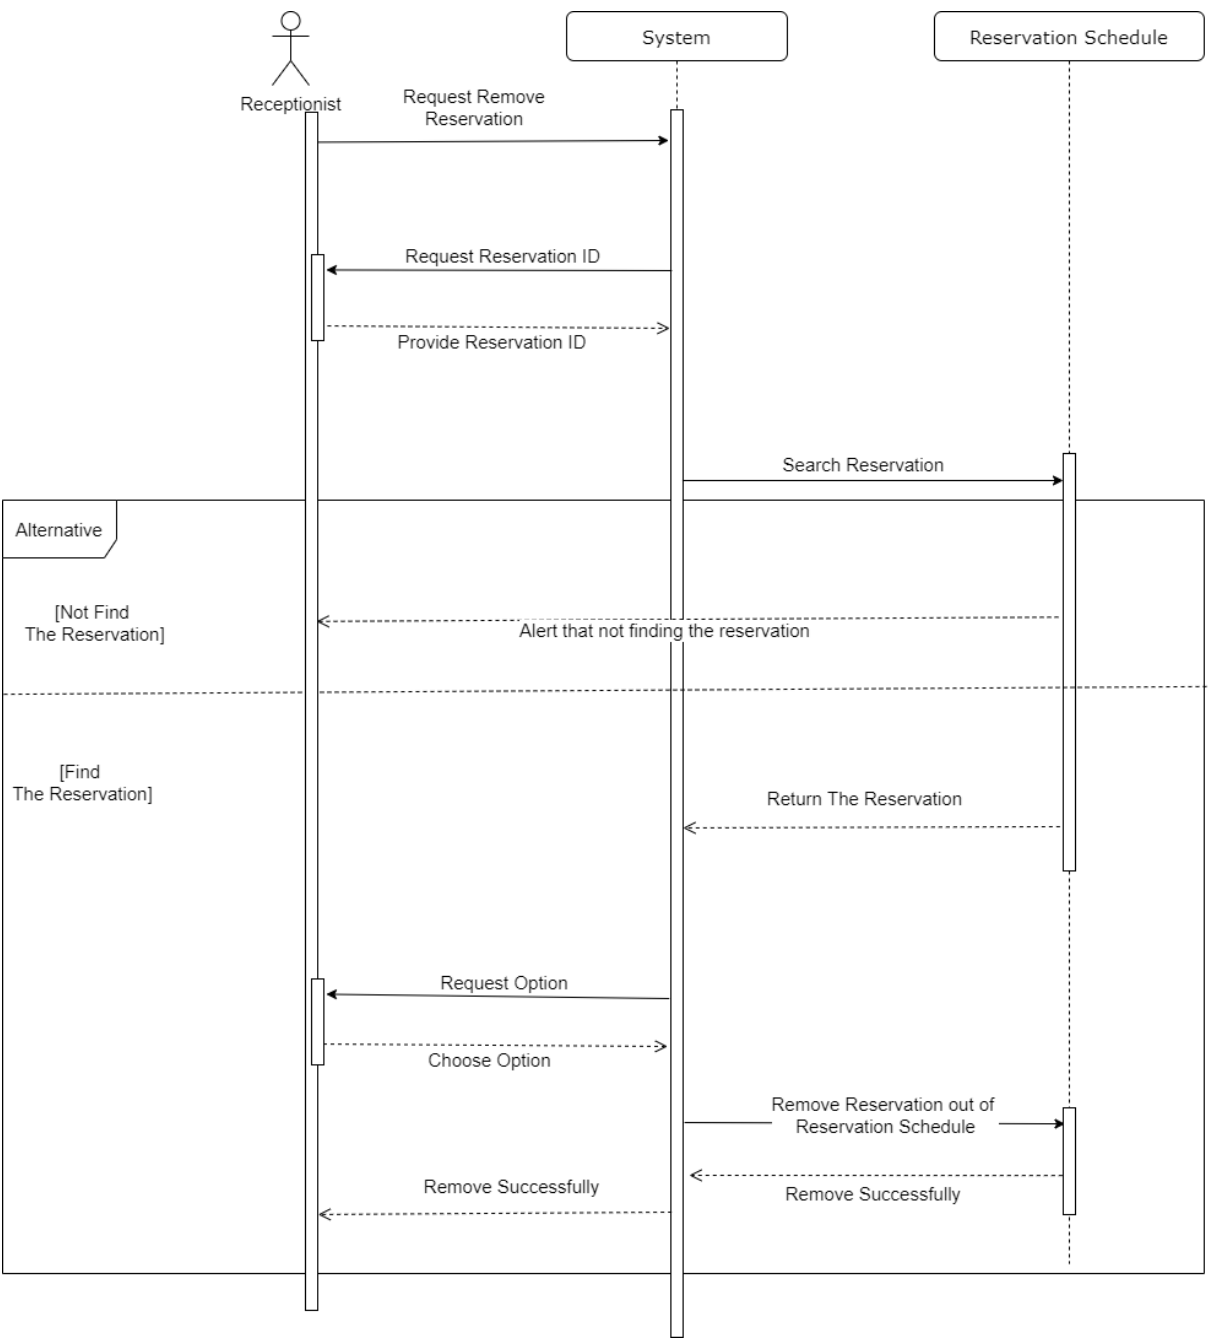 System
Reservation Schedule
Receptionist
Request Remove
Reservation
Request Reservation ID
Provide Reservation ID
Search Reservation
Alternative
[Not Find
The Reservation]
Alert that not finding the reservation
[Find
The Reservation]
Return The Reservation
Request Option
Choose Option
Remove Reservation out of
Reservation Schedule
Remove Successfully
Remove Successfully